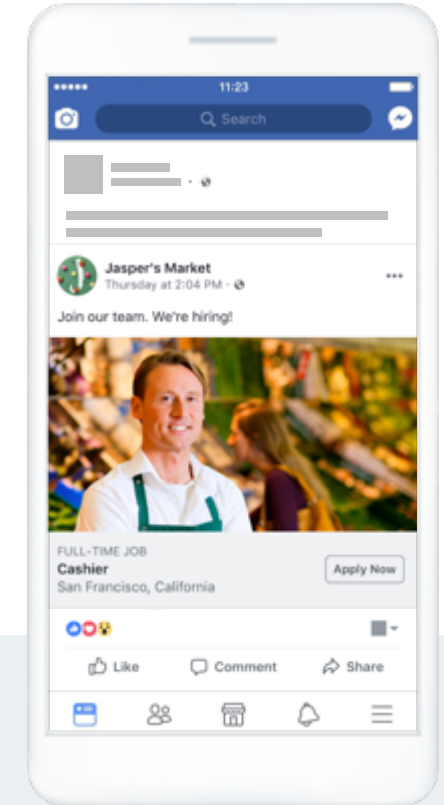 11:23
Search
Jasper's Market
Thursday at 2:04 PM ·
Join our team. We're hiring!
FULL-TIME JOB
Cashier
San Francisco, California
Apply Now
Like
Comment
Share